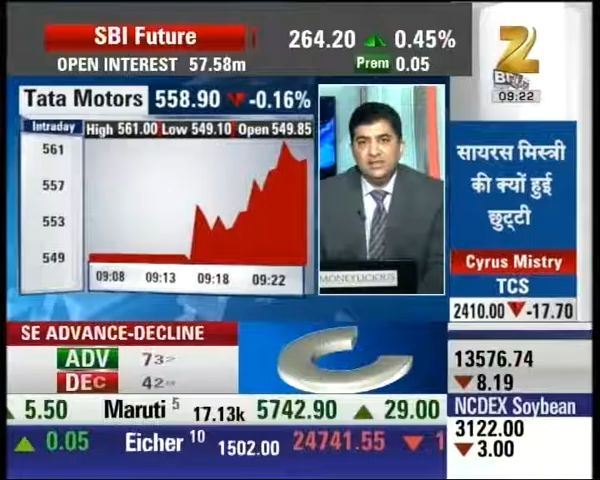 SBI Future 264.20 0.45%
OPEN INTEREST 57.58m Prem 0.05
Z
09:22
Tata Motors 558.90 -0.16%
Intraday High 561.00 Low 549.10 Open 549.85
561
557
553
549
09:08 09:13 09:18 09:22
MONEYLICIOUS
सायरस मिस्त्री
की क्यों हुई
छुट्टी
Cyrus Mistry
TCS
2410.00 -17.70
SE ADVANCE-DECLINE
ADV
DEC
13576.74
8.19
5.50 Maruti 5 17.13k 5742.90 29.00
NCDEX Soybean
3122.00
3.00
0.05 Eicher 10 1502.00 24741.55 1